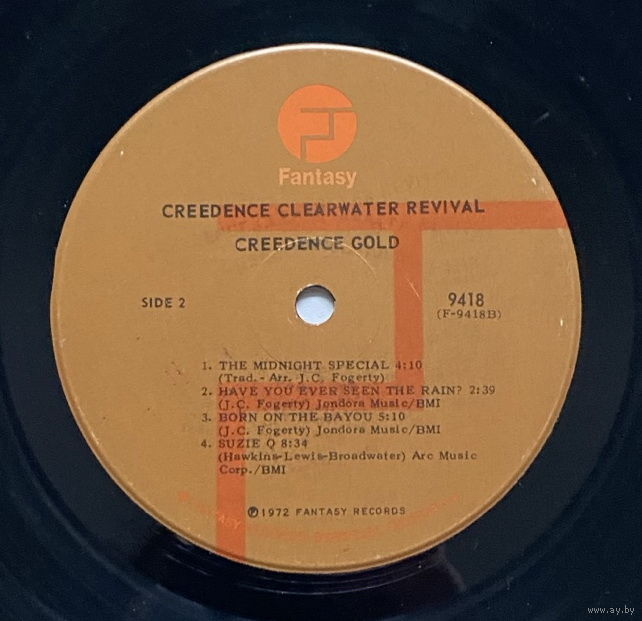 Fantasy
CREEDENCE CLEARWATER REVIVAL
CREEDENCE GOLD
SIDE 2
9418
(F-9418B)
1. THE MIDNIGHT SPECIAL 4:10
(Trad. - Arr. J.C. Fogerty)
2. HAVE YOU EVER SEEN THE RAIN? 2:39
(J.C. Fogerty) Jondora Music/BMI
3. BORN ON THE BAYOU 5:10
(J.C. Fogerty) Jondora Music/BMI
4. SUZIE Q 8:34
(Hawkins-Lewis-Broadwater) Arc Music
Corp./BMI
℗1972 FANTASY RECORDS
www.ay.by